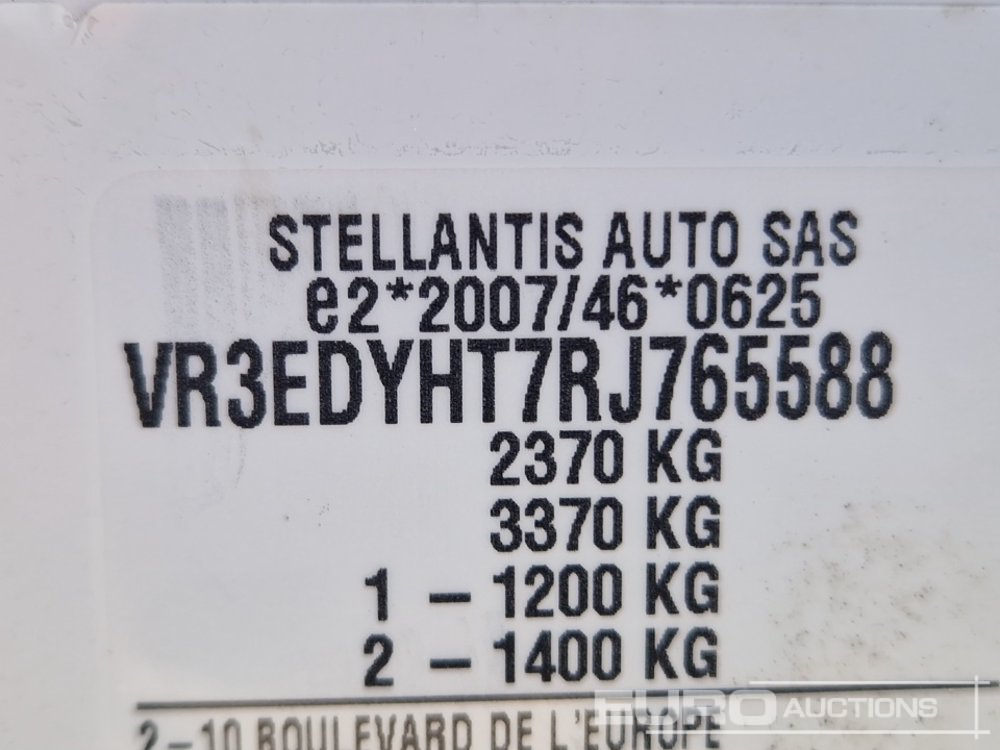 STELLANTIS AUTO SAS
e2*2007/46*0625
VR3EDYHT7RJ765588
2370 KG
3370 KG
1 – 1200 KG
2 – 1400 KG
2–10 BOULEVARD DE L'EUROPE
EURO AUCTIONS